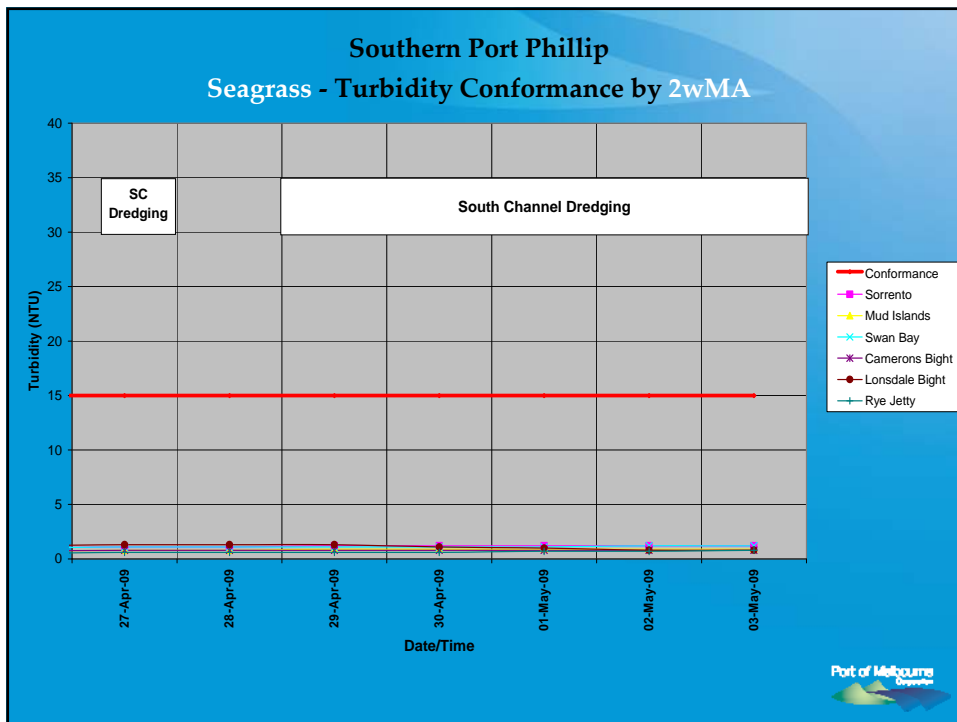 Southern Port Phillip
Seagrass - Turbidity Conformance by 2wMA
40
35
30
25
20
15
10
5
0
Turbidity (NTU)
SC
Dredging
South Channel Dredging
Conformance
Sorrento
Mud Islands
Swan Bay
Camerons Bight
Lonsdale Bight
Rye Jetty
27-Apr-09
28-Apr-09
29-Apr-09
30-Apr-09
01-May-09
02-May-09
03-May-09
Date/Time
Port of Melbourne
Corporation